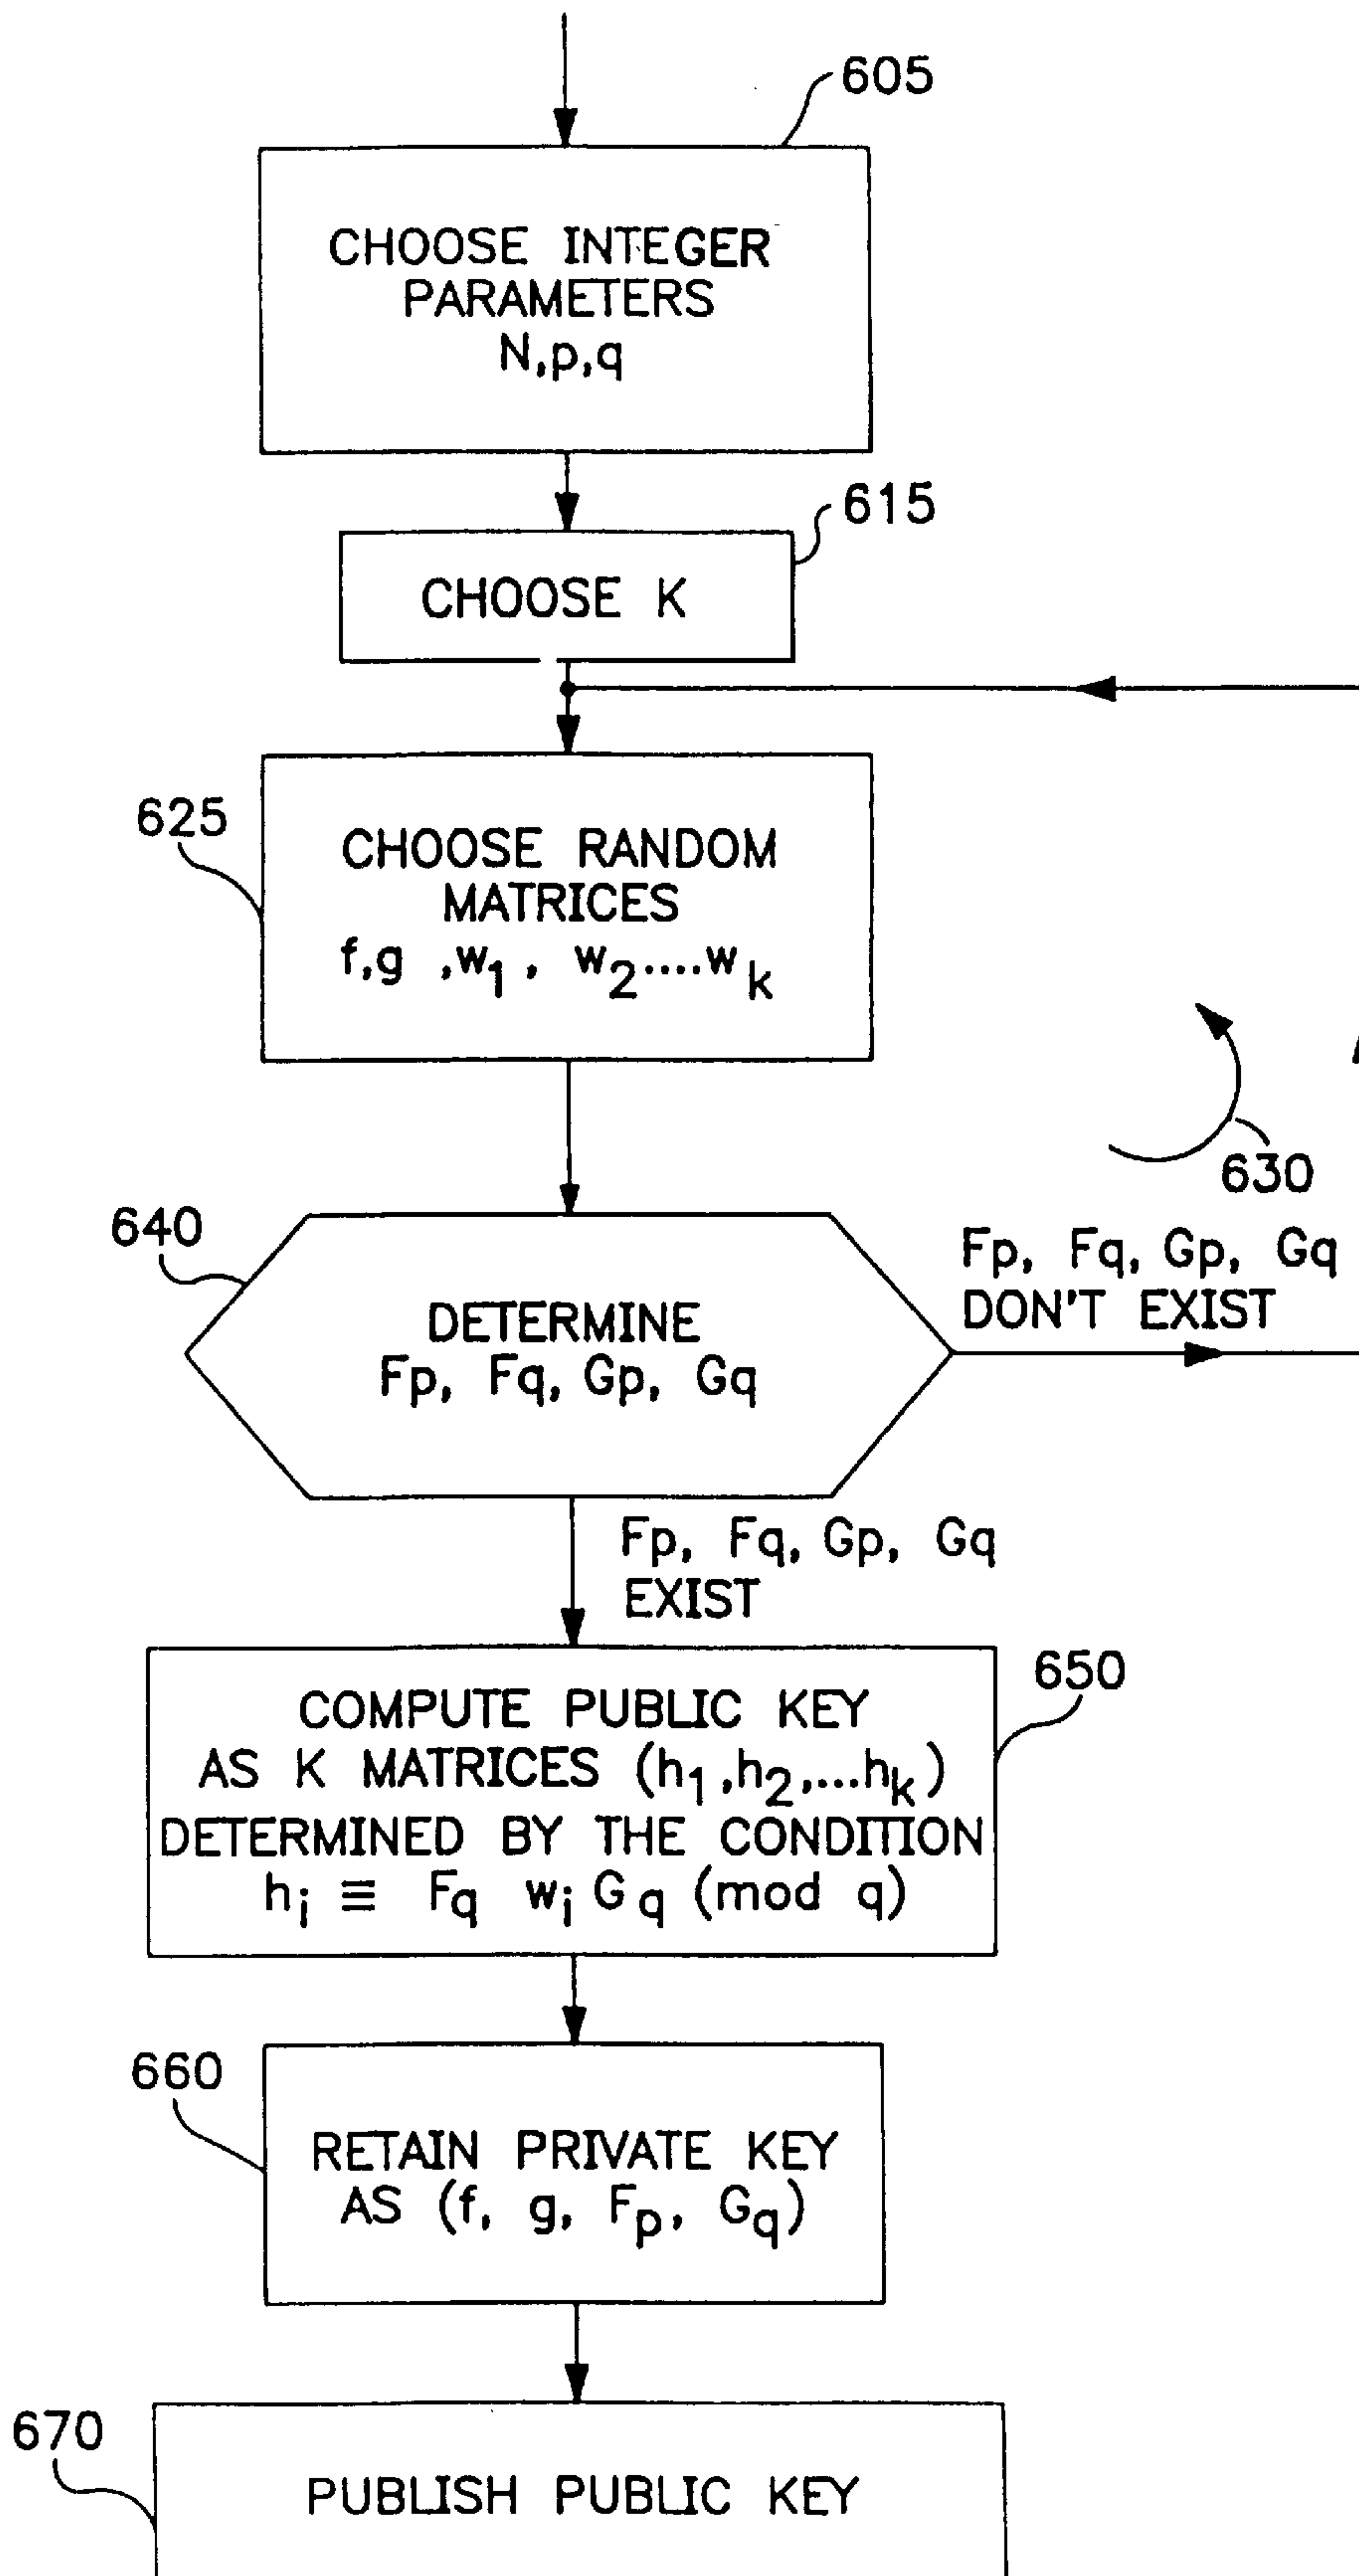 605
CHOOSE INTEGER
PARAMETERS
N,p,q
615
CHOOSE K
625
CHOOSE RANDOM
MATRICES
f,g ,w₁, w₂....wₖ
630
640
DETERMINE
Fp, Fq, Gp, Gq
Fp, Fq, Gp, Gq
DON'T EXIST
Fp, Fq, Gp, Gq
EXIST
650
COMPUTE PUBLIC KEY
AS K MATRICES (h₁,h₂,...hₖ)
DETERMINED BY THE CONDITION
hᵢ ≡ Fq wᵢ Gq (mod q)
660
RETAIN PRIVATE KEY
AS (f, g, Fp, Gq)
670
PUBLISH PUBLIC KEY